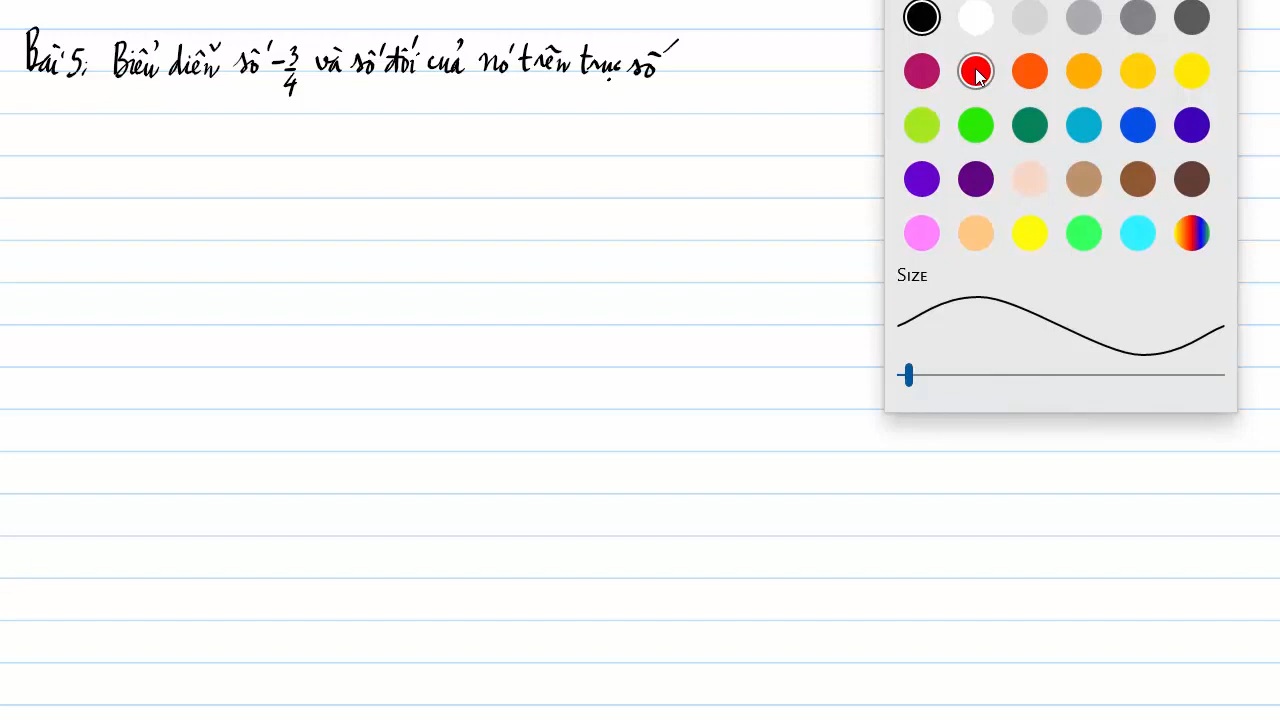 Bài 5: Biểu diễn số -3/4 và số đối của nó trên trục số
Size